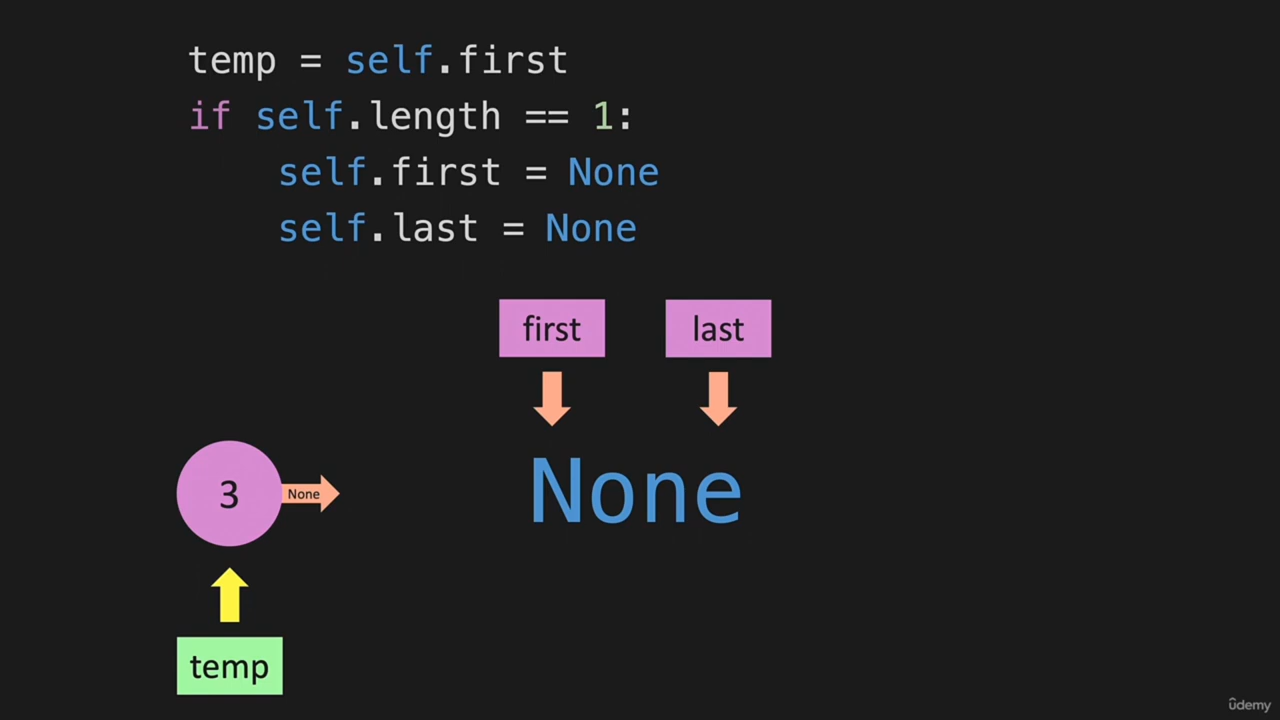 temp = self.first
if self.length == 1:
    self.first = None
    self.last = None
first last
None
3 None
temp
ûdemy